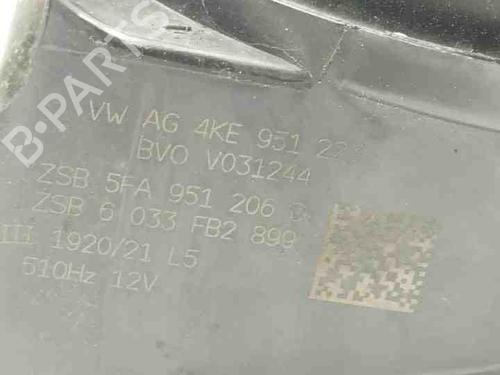 VW AG 4KE 951
BVO V031244
ZSB 5FA 951 206
ZSB 6 033 FB2 899
III 1920/21 L5
510Hz 12V
B-PARTS